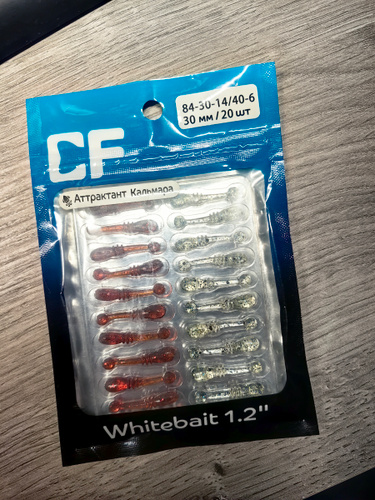 84-30-14/40-6
30 мм / 20 шт
CF
Аттрактант Кальмара
Whitebait 1.2"